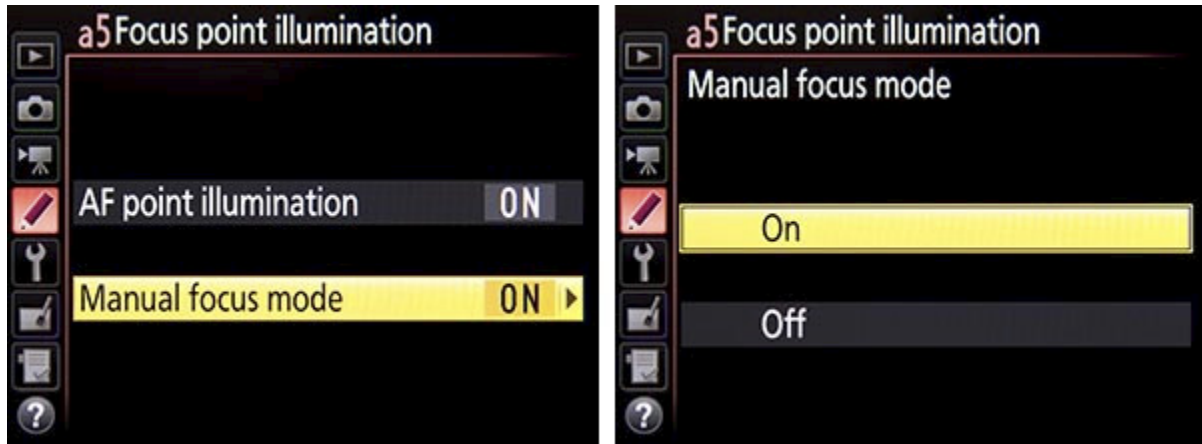 a5 Focus point illumination
AF point illumination ON
Manual focus mode ON
a5 Focus point illumination
Manual focus mode
On
Off